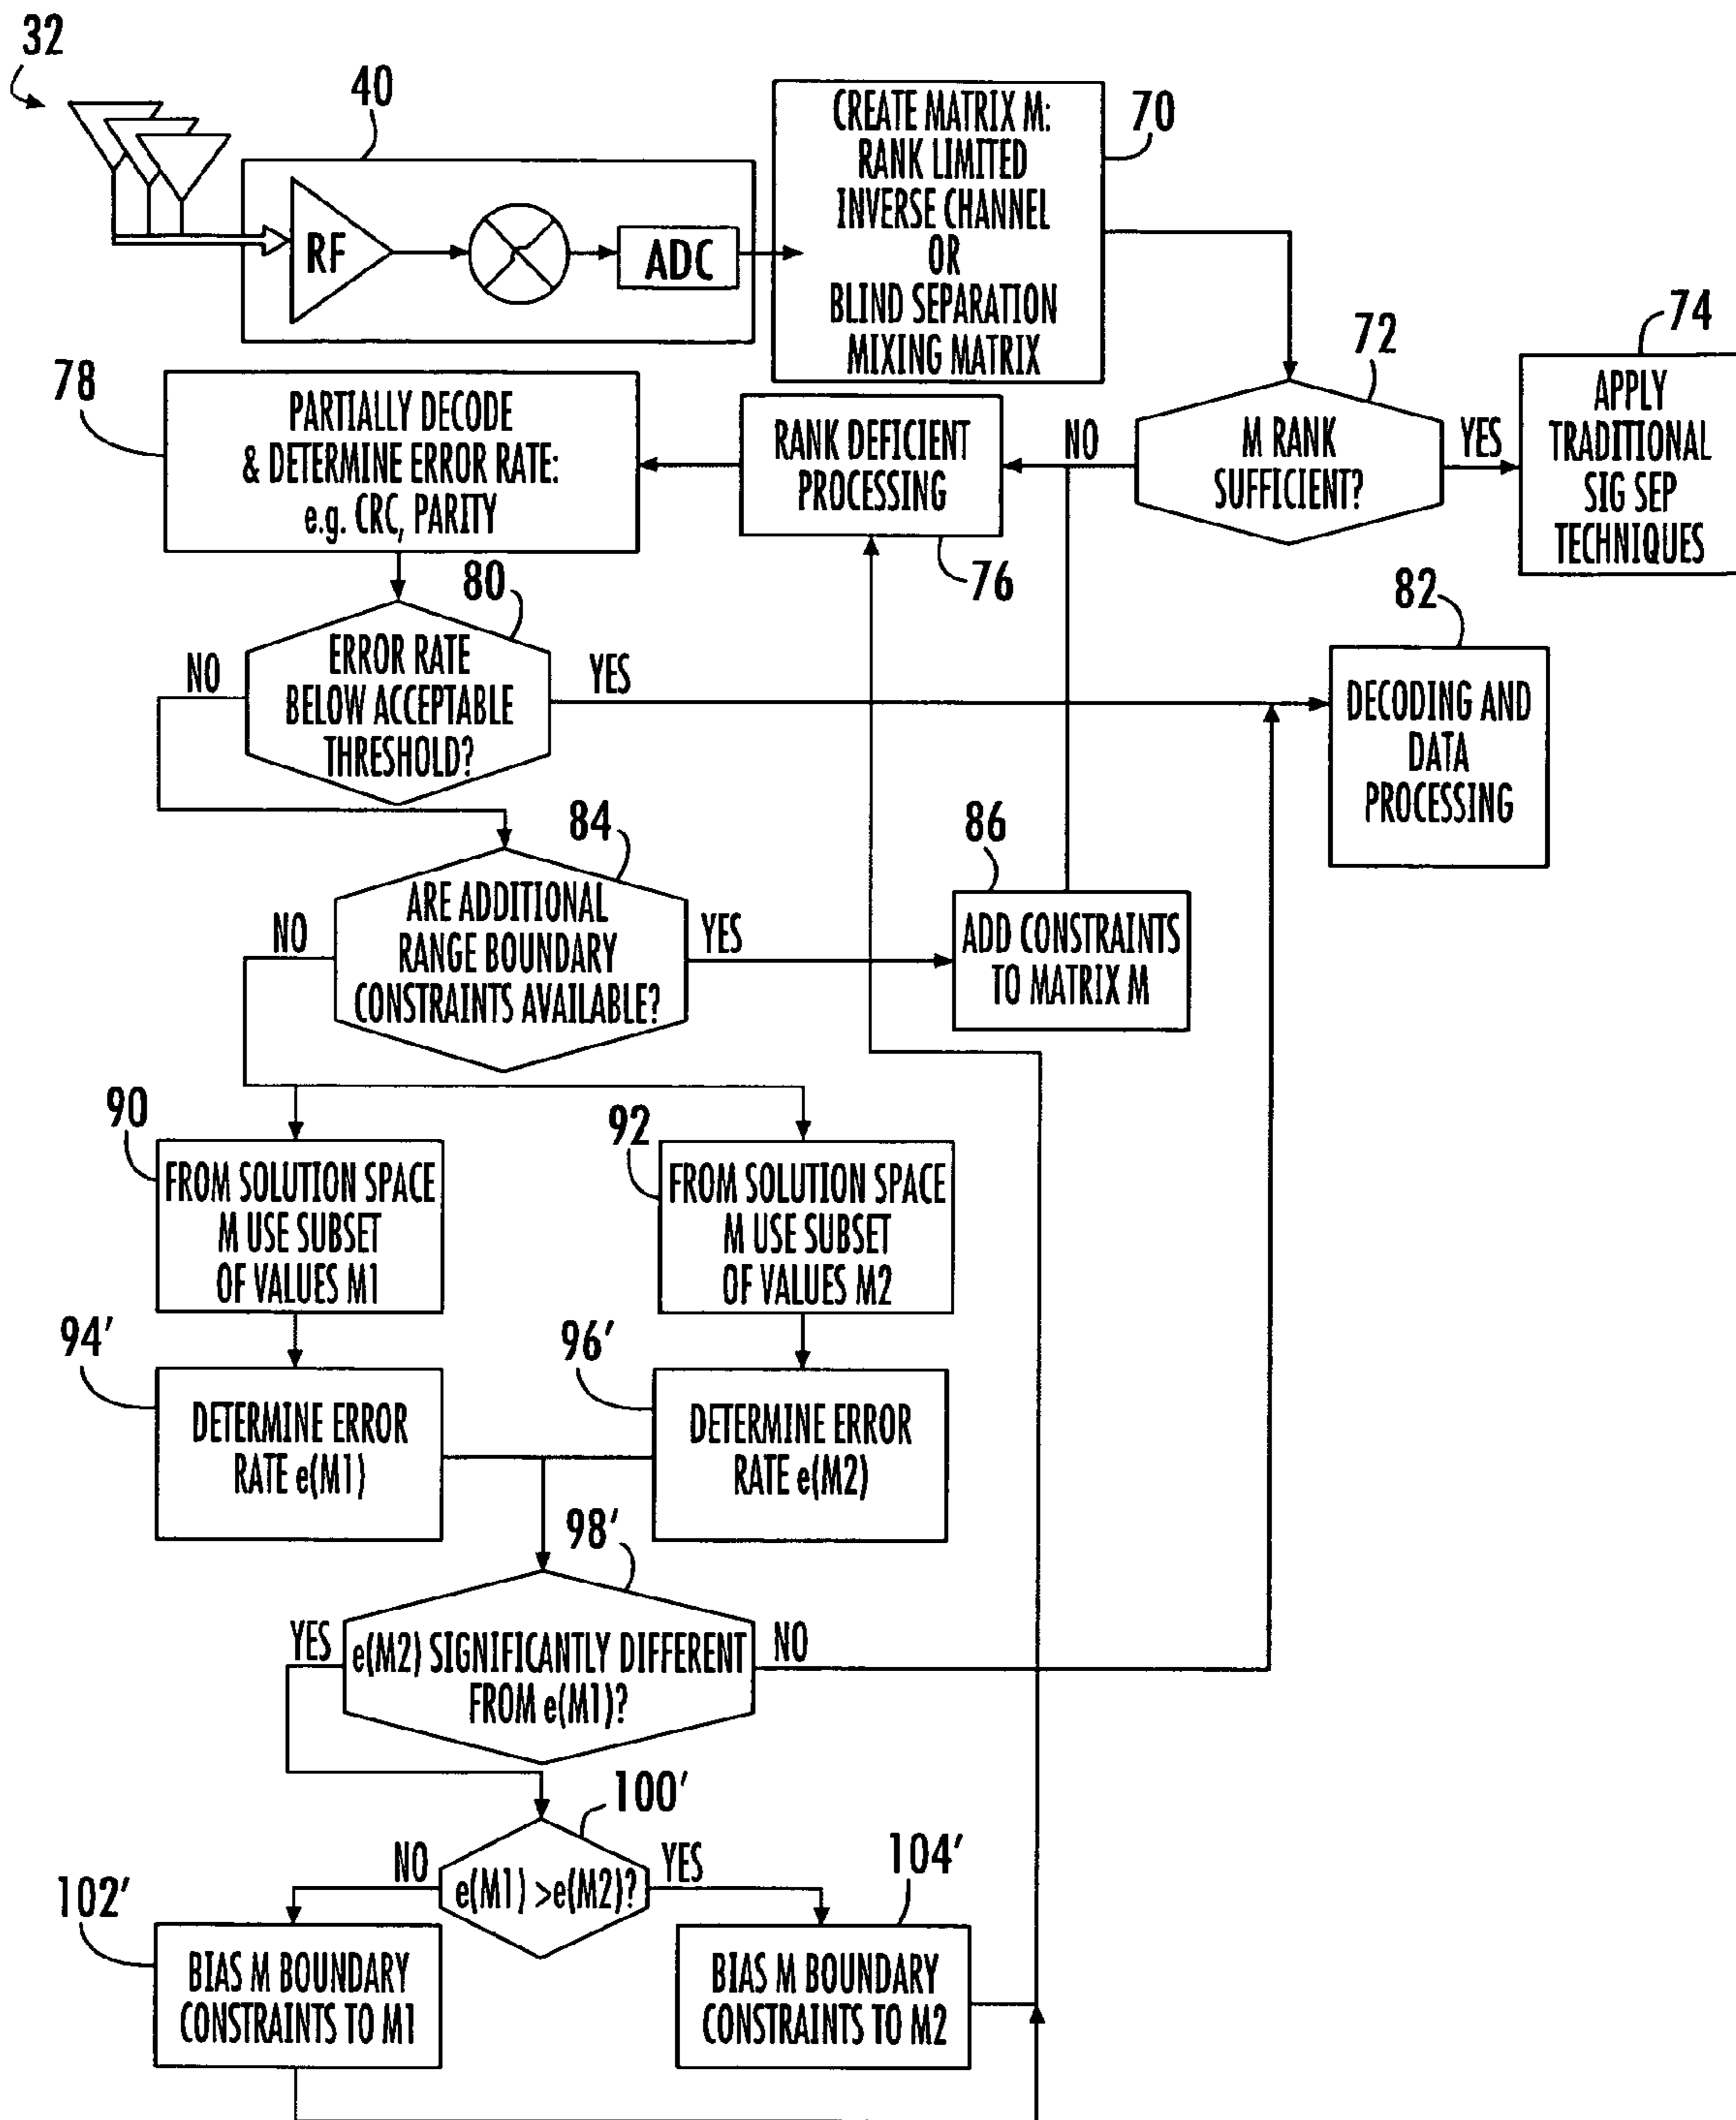 32
40
RF
ADC
CREATE MATRIX M:
RANK LIMITED
INVERSE CHANNEL
OR
BLIND SEPARATION
MIXING MATRIX
70
72
M RANK
SUFFICIENT?
YES
NO
74
APPLY
TRADITIONAL
SIG SEP
TECHNIQUES
RANK DEFICIENT
PROCESSING
76
78
PARTIALLY DECODE
& DETERMINE ERROR RATE:
e.g. CRC, PARITY
80
ERROR RATE
BELOW ACCEPTABLE
THRESHOLD?
NO
YES
82
DECODING AND
DATA
PROCESSING
84
ARE ADDITIONAL
RANGE BOUNDARY
CONSTRAINTS AVAILABLE?
NO
YES
86
ADD CONSTRAINTS
TO MATRIX M
90
FROM SOLUTION SPACE
M USE SUBSET
OF VALUES M1
92
FROM SOLUTION SPACE
M USE SUBSET
OF VALUES M2
94'
DETERMINE ERROR
RATE e(M1)
96'
DETERMINE ERROR
RATE e(M2)
98'
YES
e(M2) SIGNIFICANTLY DIFFERENT
FROM e(M1)?
NO
100'
NO
e(M1) >e(M2)?
YES
102'
BIAS M BOUNDARY
CONSTRAINTS TO M1
104'
BIAS M BOUNDARY
CONSTRAINTS TO M2